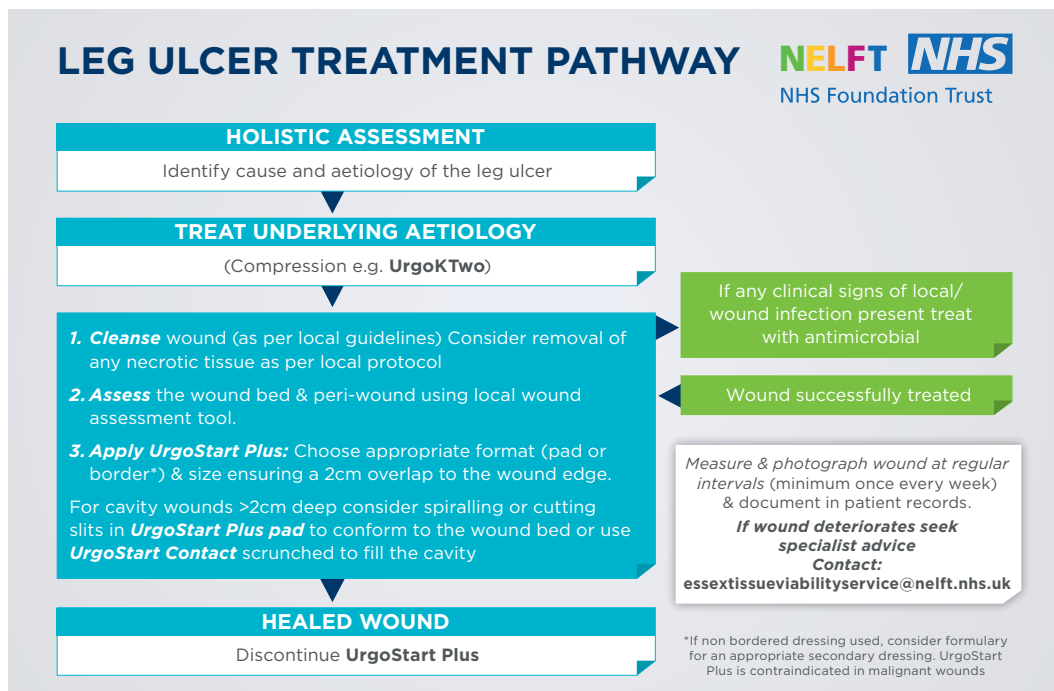 LEG ULCER TREATMENT PATHWAY
NELFT NHS
NHS Foundation Trust
HOLISTIC ASSESSMENT
Identify cause and aetiology of the leg ulcer
TREAT UNDERLYING AETIOLOGY
(Compression e.g. UrgoKTwo)
1. Cleanse wound (as per local guidelines) Consider removal of
any necrotic tissue as per local protocol
2. Assess the wound bed & peri-wound using local wound
assessment tool.
3. Apply UrgoStart Plus: Choose appropriate format (pad or
border*) & size ensuring a 2cm overlap to the wound edge.
For cavity wounds >2cm deep consider spiralling or cutting
slits in UrgoStart Plus pad to conform to the wound bed or use
UrgoStart Contact scrunched to fill the cavity
If any clinical signs of local/
wound infection present treat
with antimicrobial
Wound successfully treated
Measure & photograph wound at regular
intervals (minimum once every week)
& document in patient records.
If wound deteriorates seek
specialist advice
Contact:
essextissueviabilityservice@nelft.nhs.uk
HEALED WOUND
Discontinue UrgoStart Plus
*If non bordered dressing used, consider formulary
for an appropriate secondary dressing. UrgoStart
Plus is contraindicated in malignant wounds